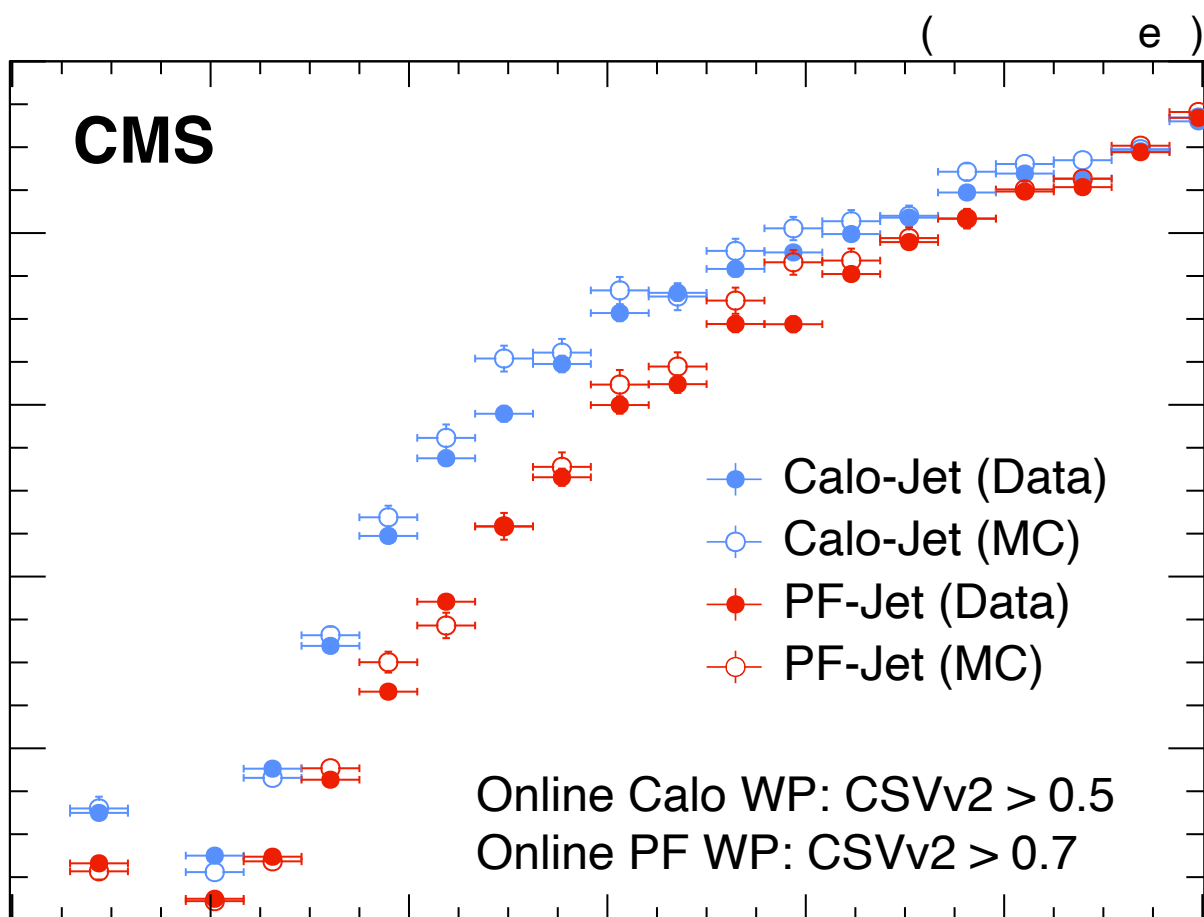 ( e )
CMS
Calo-Jet (Data)
Calo-Jet (MC)
PF-Jet (Data)
PF-Jet (MC)
Online Calo WP: CSVv2 > 0.5
Online PF WP: CSVv2 > 0.7